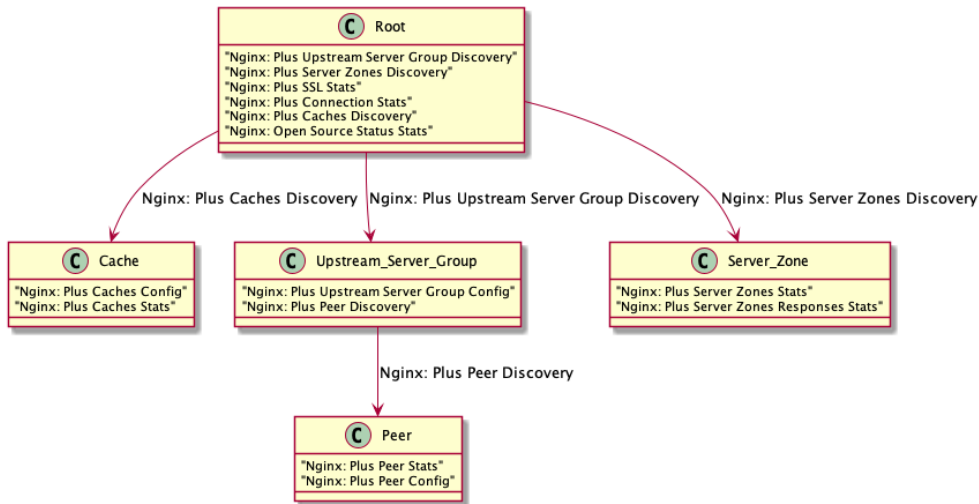 C Root
"Nginx: Plus Upstream Server Group Discovery"
"Nginx: Plus Server Zones Discovery"
"Nginx: Plus SSL Stats"
"Nginx: Plus Connection Stats"
"Nginx: Plus Caches Discovery"
"Nginx: Open Source Status Stats"
Nginx: Plus Caches Discovery
Nginx: Plus Upstream Server Group Discovery
Nginx: Plus Server Zones Discovery
C Cache
"Nginx: Plus Caches Config"
"Nginx: Plus Caches Stats"
C Upstream_Server_Group
"Nginx: Plus Upstream Server Group Config"
"Nginx: Plus Peer Discovery"
C Server_Zone
"Nginx: Plus Server Zones Stats"
"Nginx: Plus Server Zones Responses Stats"
Nginx: Plus Peer Discovery
C Peer
"Nginx: Plus Peer Stats"
"Nginx: Plus Peer Config"